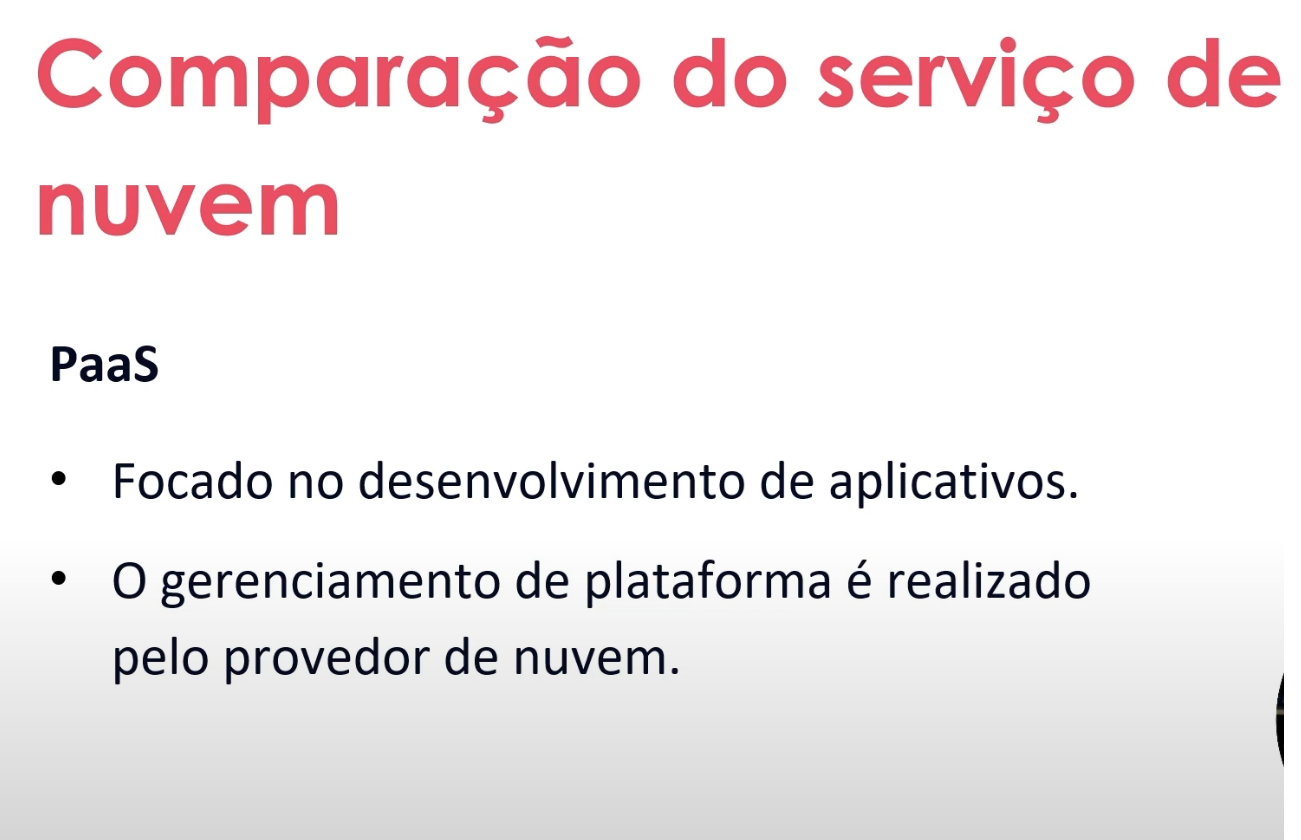 Comparação do serviço de
nuvem
PaaS
• Focado no desenvolvimento de aplicativos.
• O gerenciamento de plataforma é realizado
pelo provedor de nuvem.